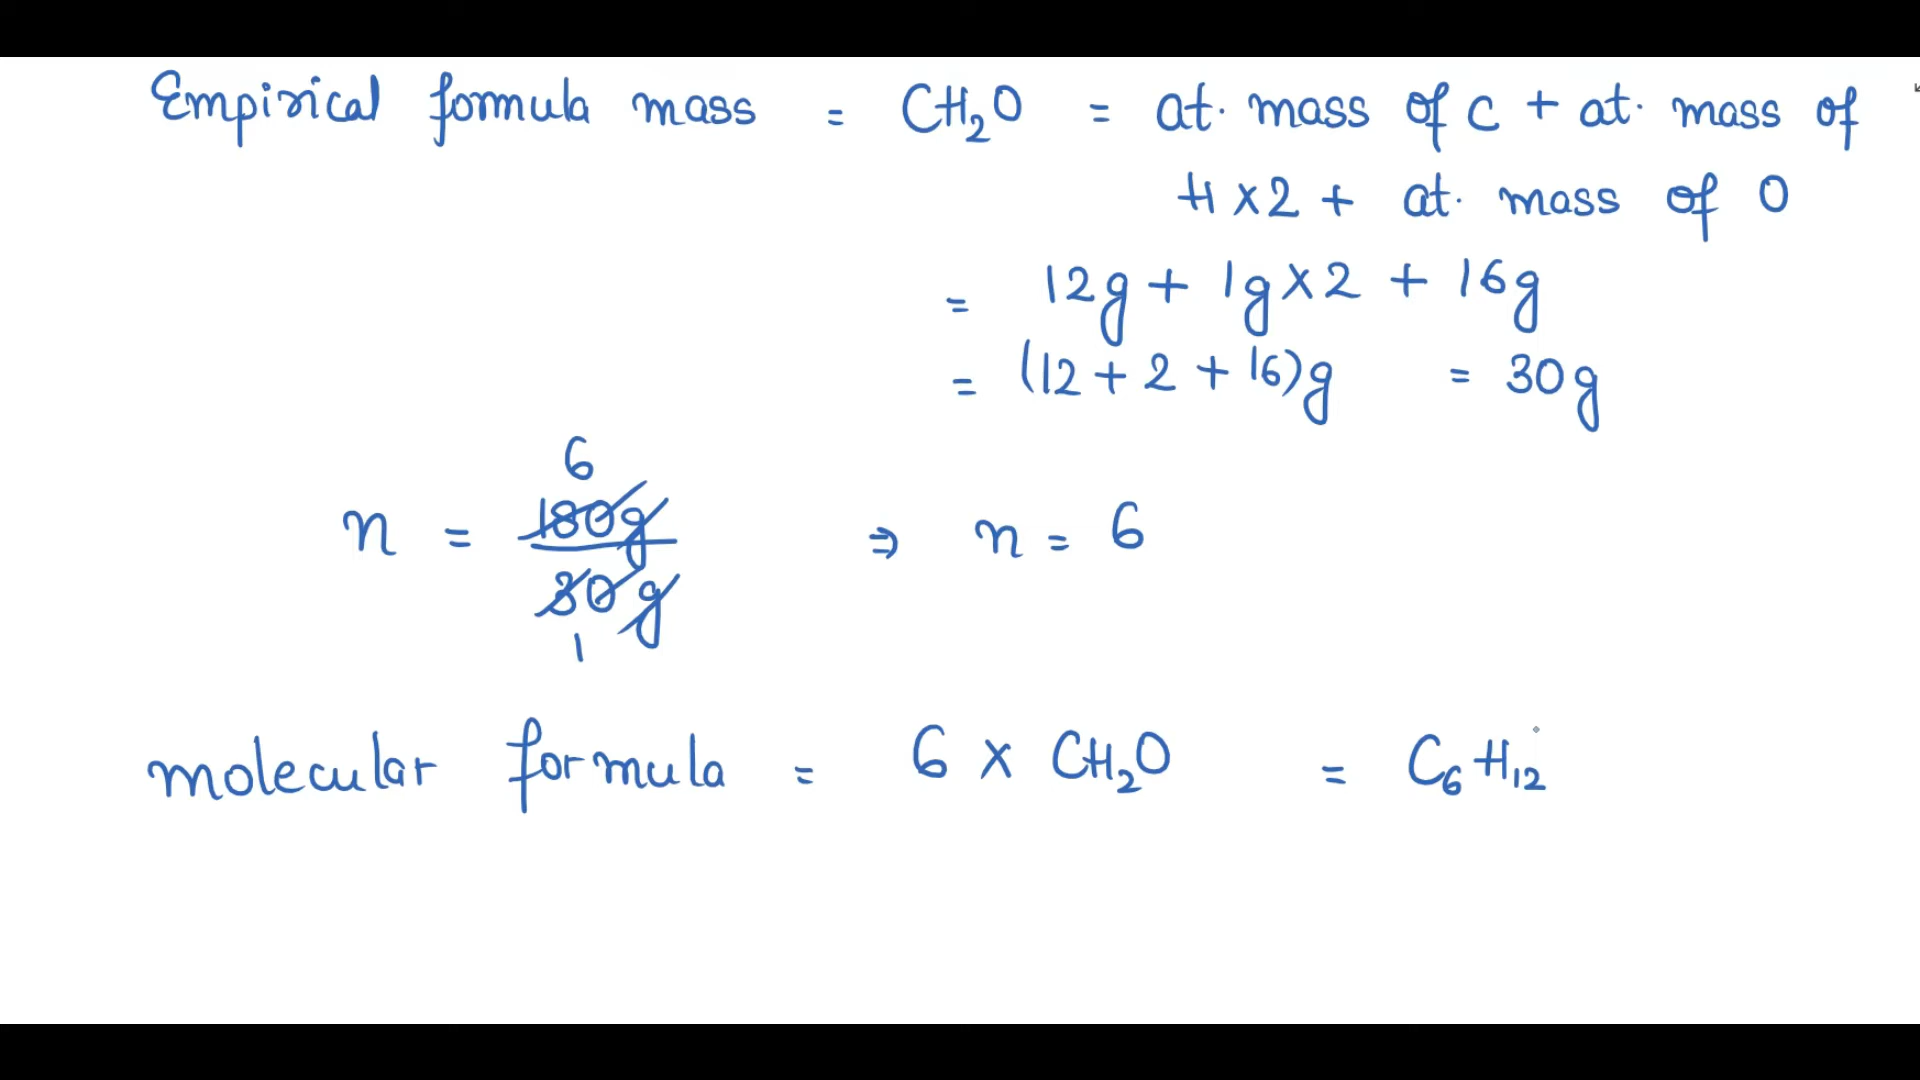 Empirical formula mass = CH₂O = at. mass of C + at. mass of
H x 2 + at. mass of O
= 12g + 1g x 2 + 16g
= (12 + 2 + 16)g = 30g
6
n = 180g / 30g ⇒ n = 6
1
molecular formula = 6 x CH₂O = C₆H₁₂